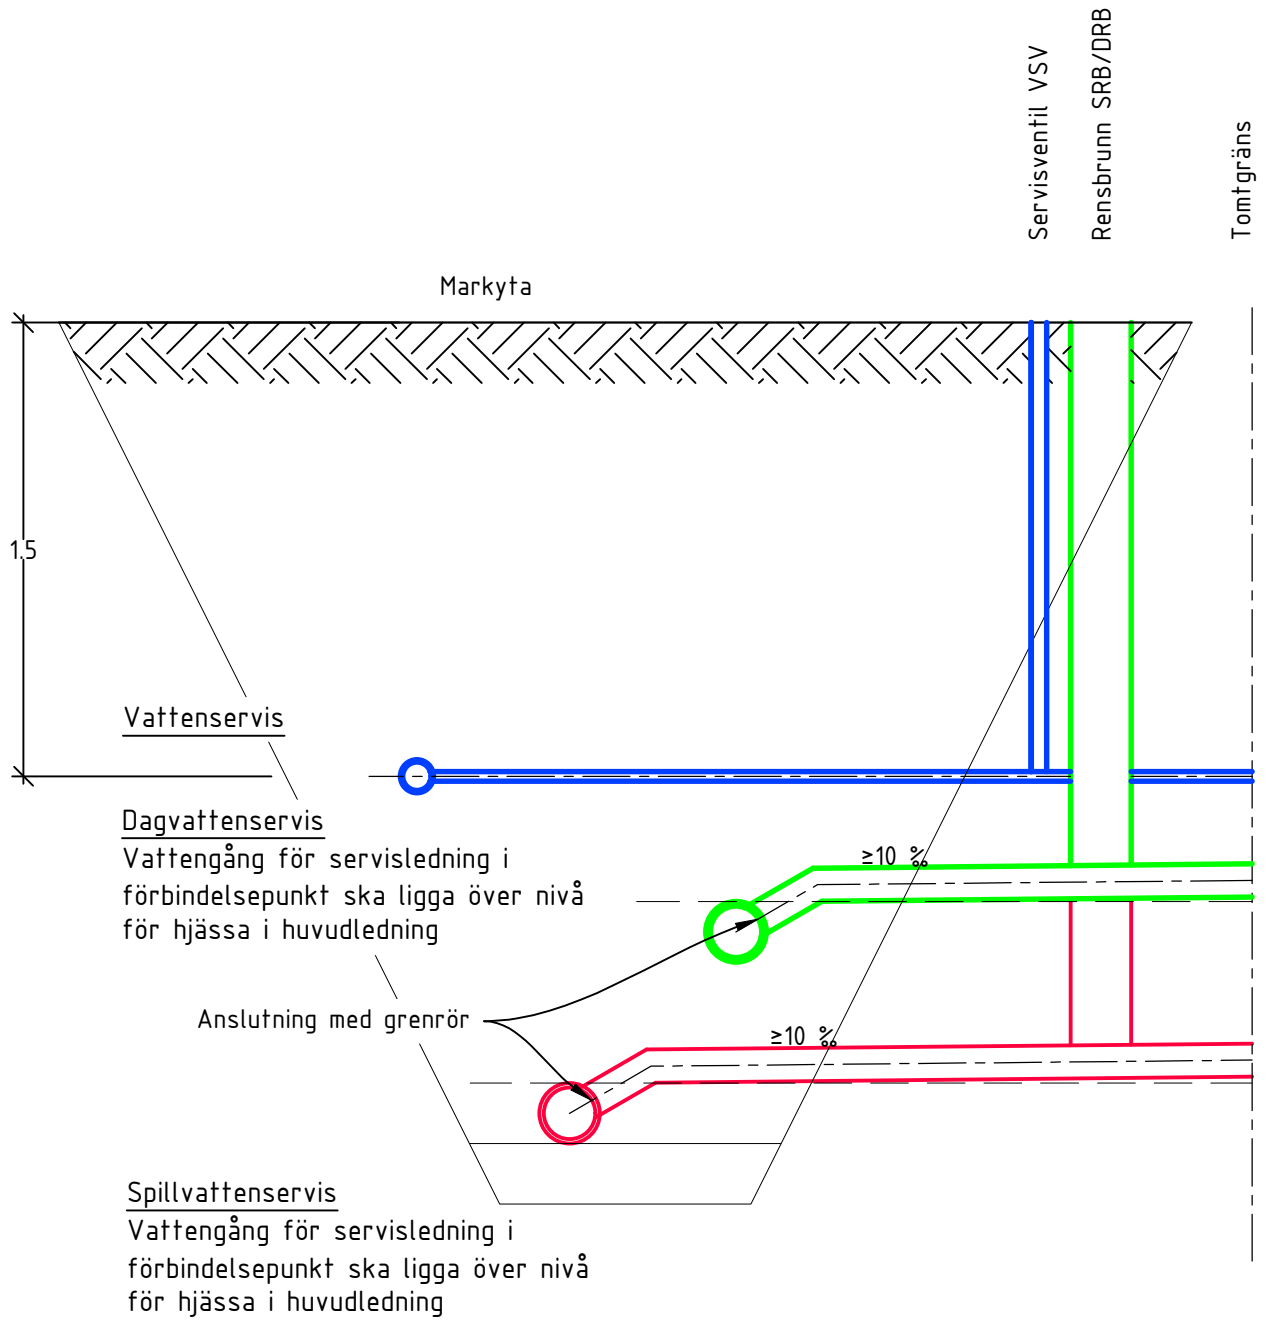 Servisventil VSV
Rensbrunn SRB/DRB
Tomtgräns
Markyta
1.5
Vattenservis
Dagvattenservis
Vattengång för servisledning i
förbindelsepunkt ska ligga över nivå
för hjässa i huvudledning
≥10 ‰
Anslutning med grenrör
≥10 ‰
Spillvattenservis
Vattengång för servisledning i
förbindelsepunkt ska ligga över nivå
för hjässa i huvudledning